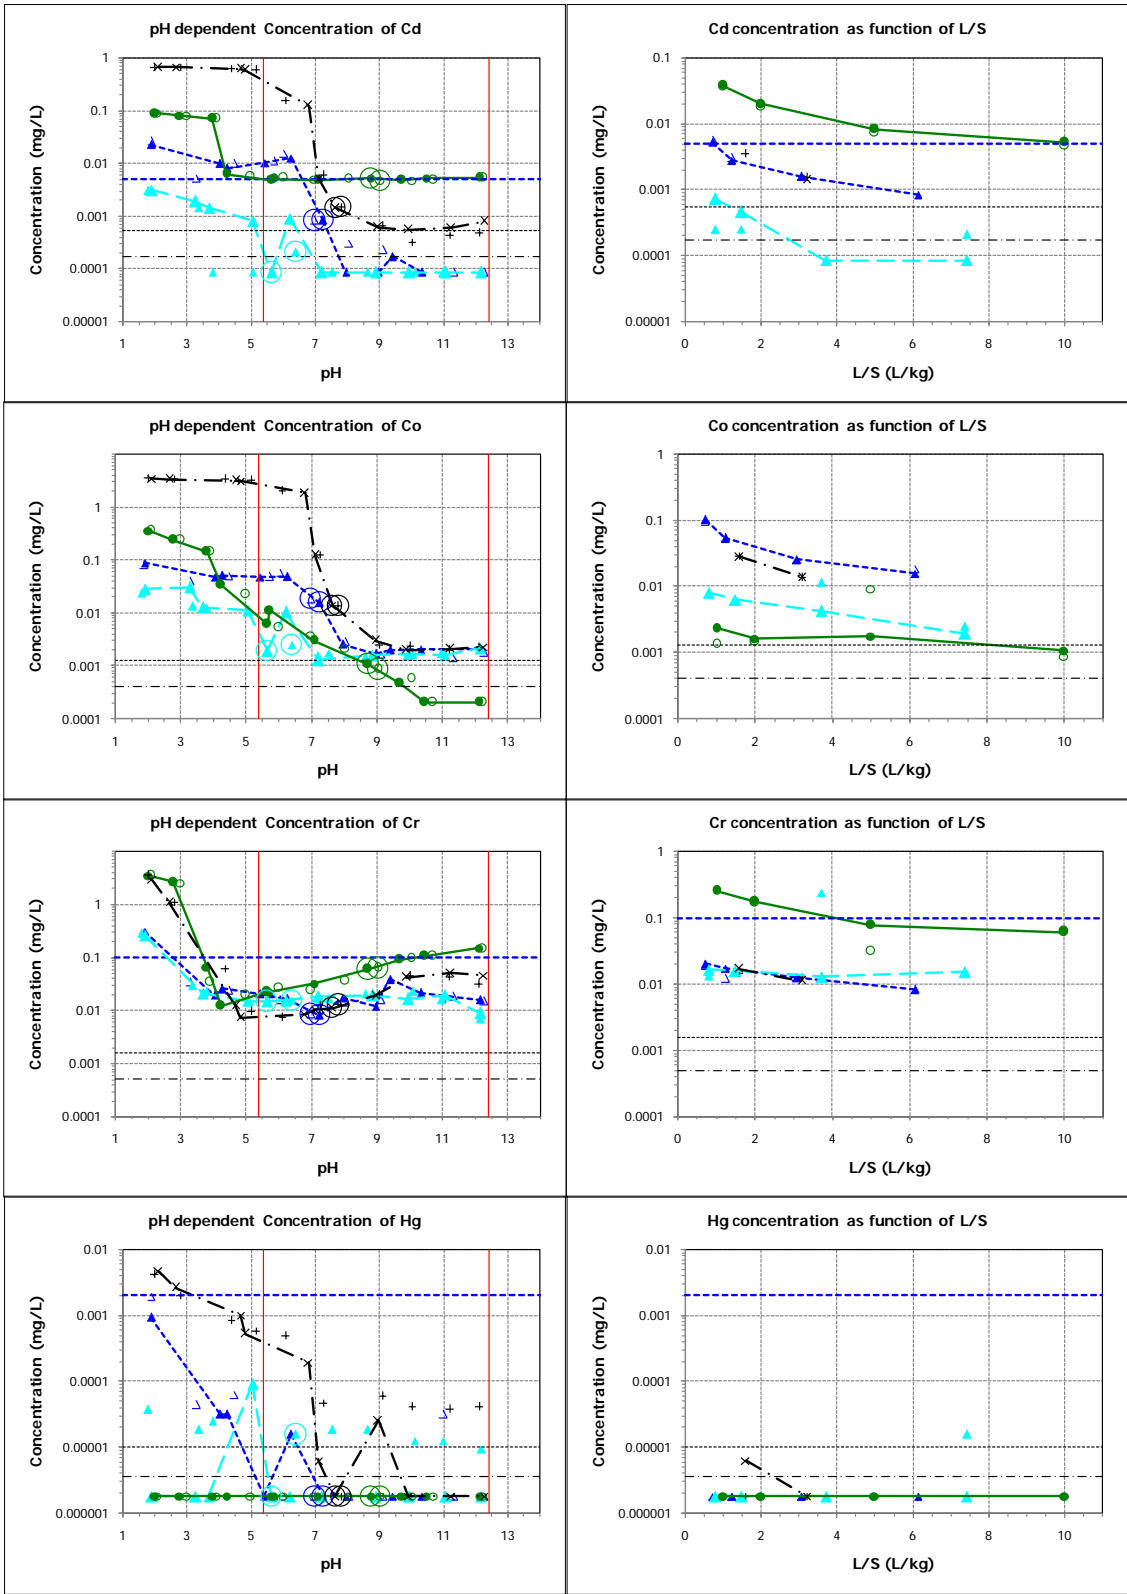 pH dependent Concentration of Cd
Concentration (mg/L)
1
0.1
0.01
0.001
0.0001
0.00001
1 3 5 7 9 11 13
pH
Cd concentration as function of L/S
Concentration (mg/L)
0.1
0.01
0.001
0.0001
0.00001
0 2 4 6 8 10
L/S (L/kg)
pH dependent Concentration of Co
Concentration (mg/L)
1
0.1
0.01
0.001
0.0001
1 3 5 7 9 11 13
pH
Co concentration as function of L/S
Concentration (mg/L)
1
0.1
0.01
0.001
0.0001
0 2 4 6 8 10
L/S (L/kg)
pH dependent Concentration of Cr
Concentration (mg/L)
1
0.1
0.01
0.001
0.0001
1 3 5 7 9 11 13
pH
Cr concentration as function of L/S
Concentration (mg/L)
1
0.1
0.01
0.001
0.0001
0 2 4 6 8 10
L/S (L/kg)
pH dependent Concentration of Hg
Concentration (mg/L)
0.01
0.001
0.0001
0.00001
0.000001
1 3 5 7 9 11 13
pH
Hg concentration as function of L/S
Concentration (mg/L)
0.01
0.001
0.0001
0.00001
0.000001
0 2 4 6 8 10
L/S (L/kg)